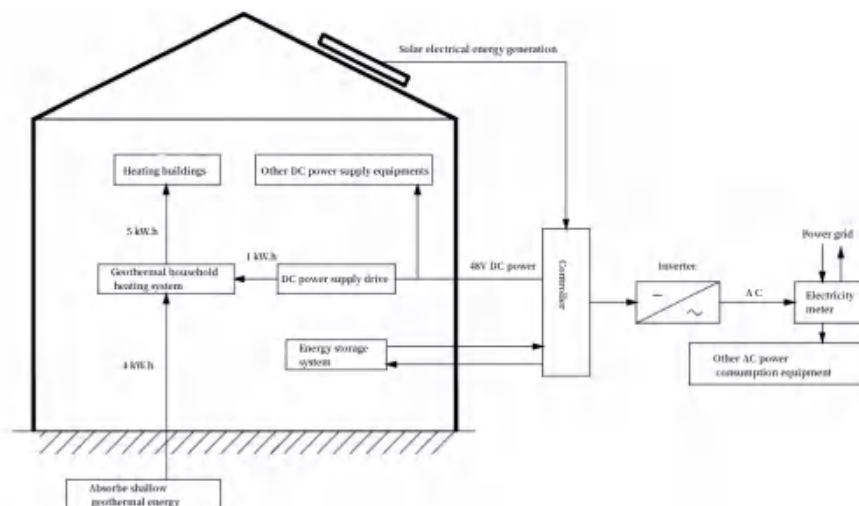 Solar electrical energy generation
Heating buildings
Other DC power supply equipments
5 kW.h
1 kW.h
Geothermal household
heating system
DC power supply drive
48V DC power
Controller
Inverter
A C
Power grid
Electricity
meter
Energy storage
system
4 kW.h
Other AC power
consumption equipment
Absorbe shallow
geothermal energy